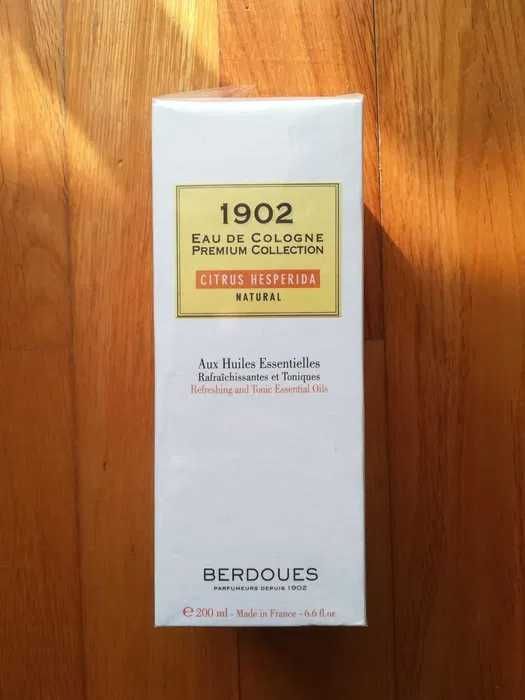 1902
EAU DE COLOGNE
PREMIUM COLLECTION
CITRUS HESPERIDA
NATURAL
Aux Huiles Essentielles
Rafraîchissantes et Toniques
Refreshing and Tonic Essential Oils
BERDOUES
PARFUMEURS DEPUIS 1902
℮ 200 ml - Made in France - 6.6 fl.oz